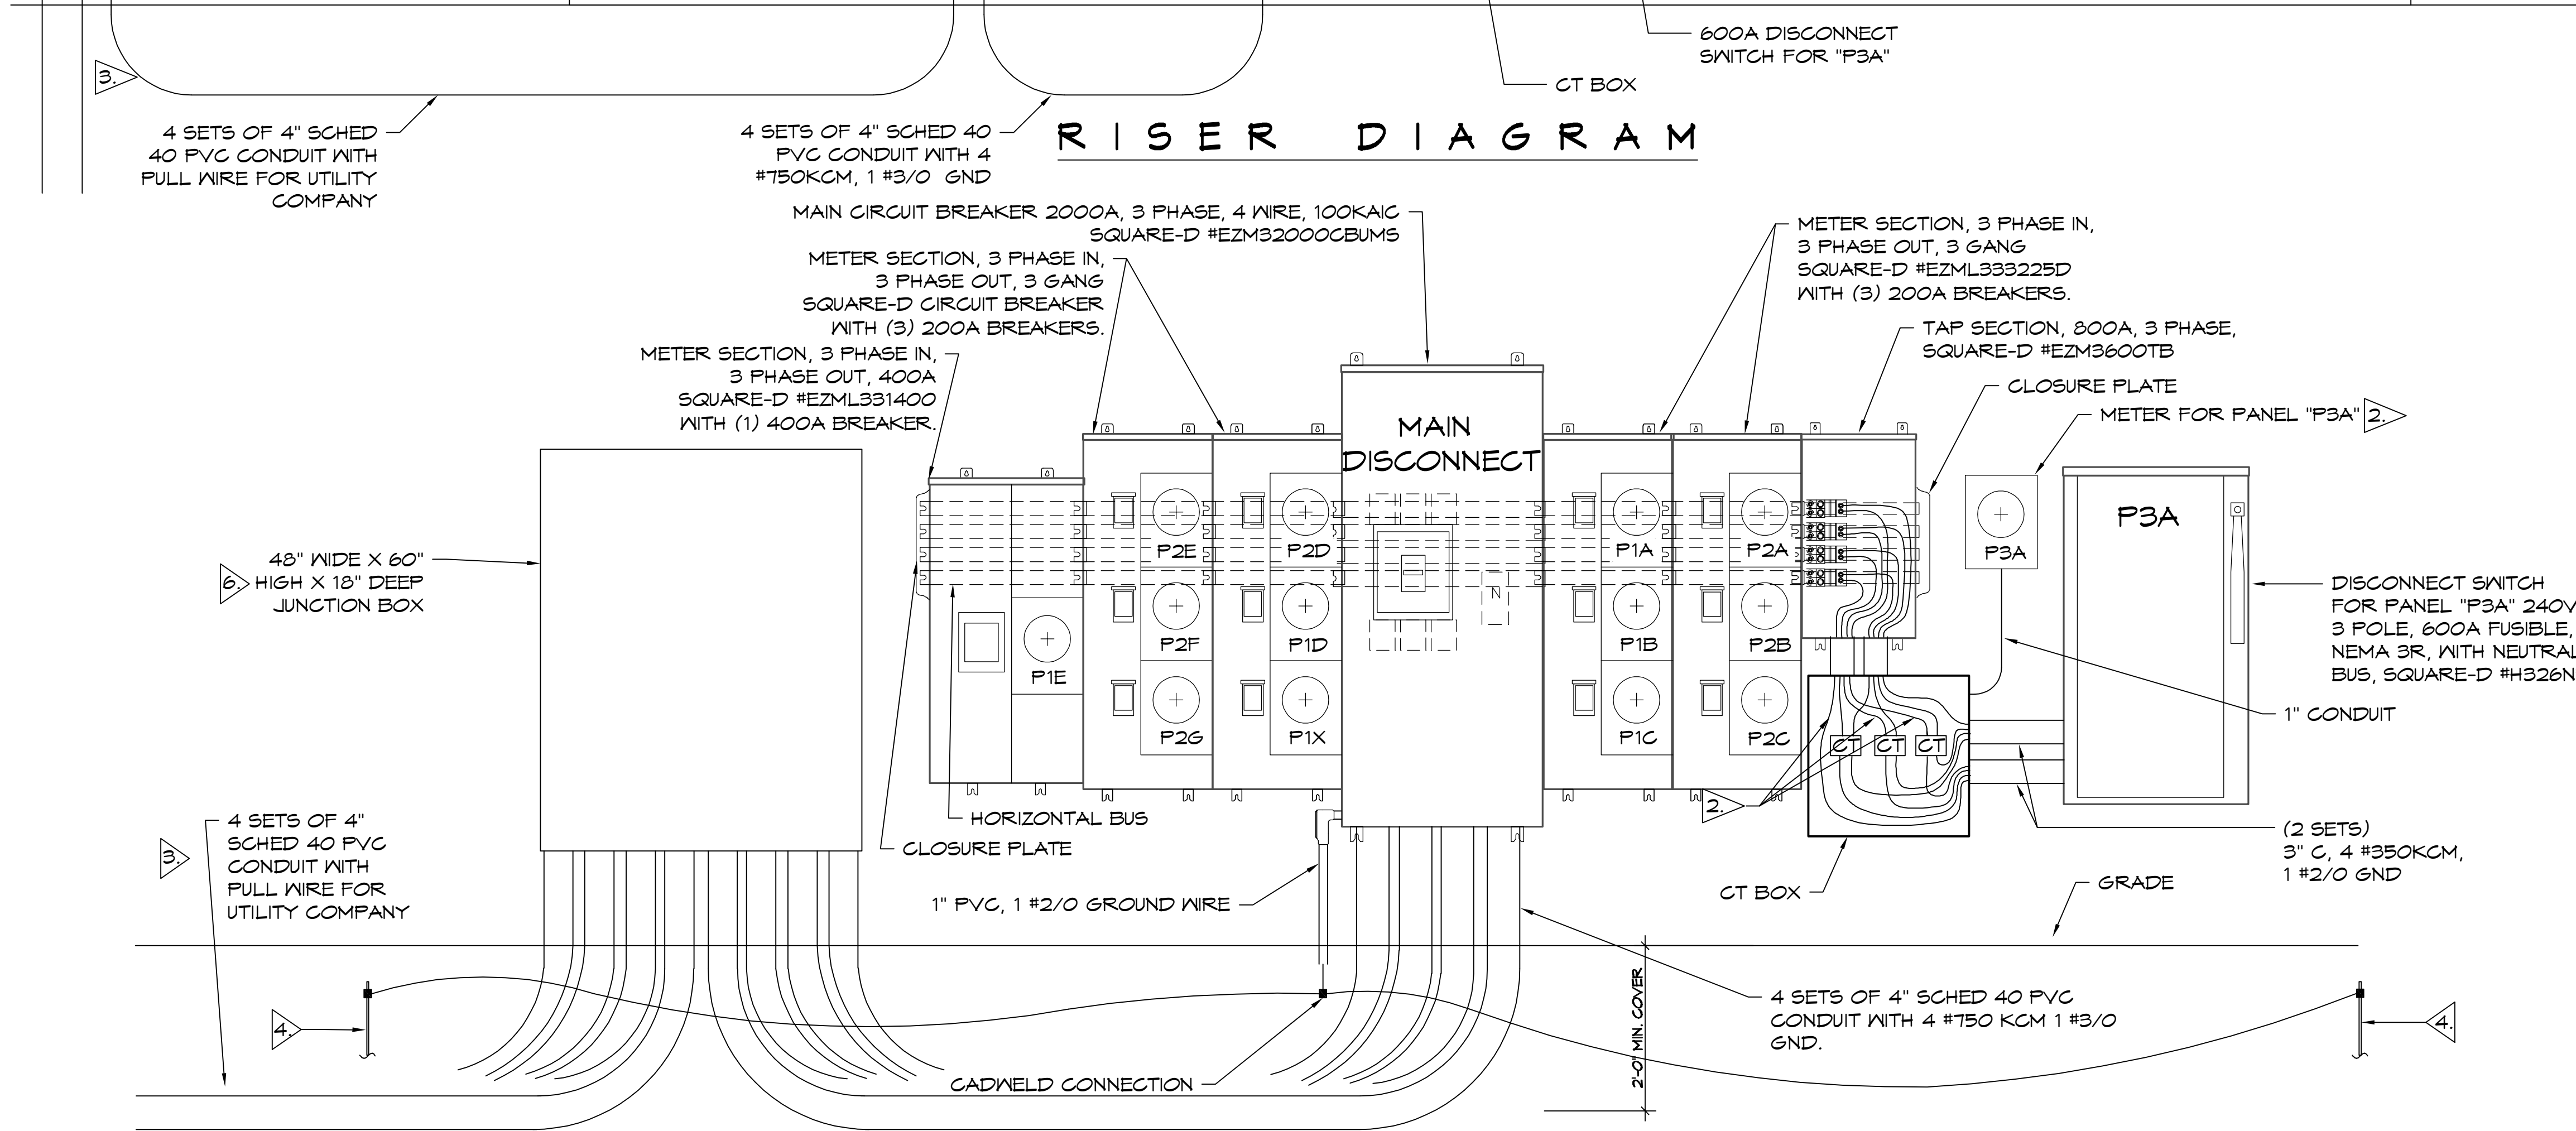 600A DISCONNECT
SWITCH FOR "P3A"
CT BOX
3.
4 SETS OF 4" SCHED
40 PVC CONDUIT WITH
PULL WIRE FOR UTILITY
COMPANY
4 SETS OF 4" SCHED 40
PVC CONDUIT WITH 4
#750KCM, 1 #3/0 GND
RISER DIAGRAM
MAIN CIRCUIT BREAKER 2000A, 3 PHASE, 4 WIRE, 100KAIC
SQUARE-D #EZM32000CBUMS
METER SECTION, 3 PHASE IN,
3 PHASE OUT, 3 GANG
SQUARE-D CIRCUIT BREAKER
WITH (3) 200A BREAKERS.
METER SECTION, 3 PHASE IN,
3 PHASE OUT, 400A
SQUARE-D #EZML331400
WITH (1) 400A BREAKER.
METER SECTION, 3 PHASE IN,
3 PHASE OUT, 3 GANG
SQUARE-D #EZML333225D
WITH (3) 200A BREAKERS.
TAP SECTION, 800A, 3 PHASE,
SQUARE-D #EZM3600TB
CLOSURE PLATE
METER FOR PANEL "P3A"
2.
MAIN
DISCONNECT
P2E
P2D
P1A
P2A
P3A
P3A
48" WIDE X 60"
HIGH X 18" DEEP
JUNCTION BOX
6.
N
P1E
P2F
P1D
P1B
P2B
P2G
P1X
P1C
P2C
DISCONNECT SWITCH
FOR PANEL "P3A" 240V
3 POLE, 600A FUSIBLE,
NEMA 3R, WITH NEUTRAL
BUS, SQUARE-D #H326N
1" CONDUIT
CT
CT
CT
2.
HORIZONTAL BUS
CLOSURE PLATE
4 SETS OF 4"
SCHED 40 PVC
CONDUIT WITH
PULL WIRE FOR
UTILITY COMPANY
3.
(2 SETS)
3" C, 4 #350KCM,
1 #2/0 GND
CT BOX
GRADE
1" PVC, 1 #2/0 GROUND WIRE
4.
2'-0" MIN. COVER
4 SETS OF 4" SCHED 40 PVC
CONDUIT WITH 4 #750 KCM 1 #3/0
GND.
4.
CADWELD CONNECTION